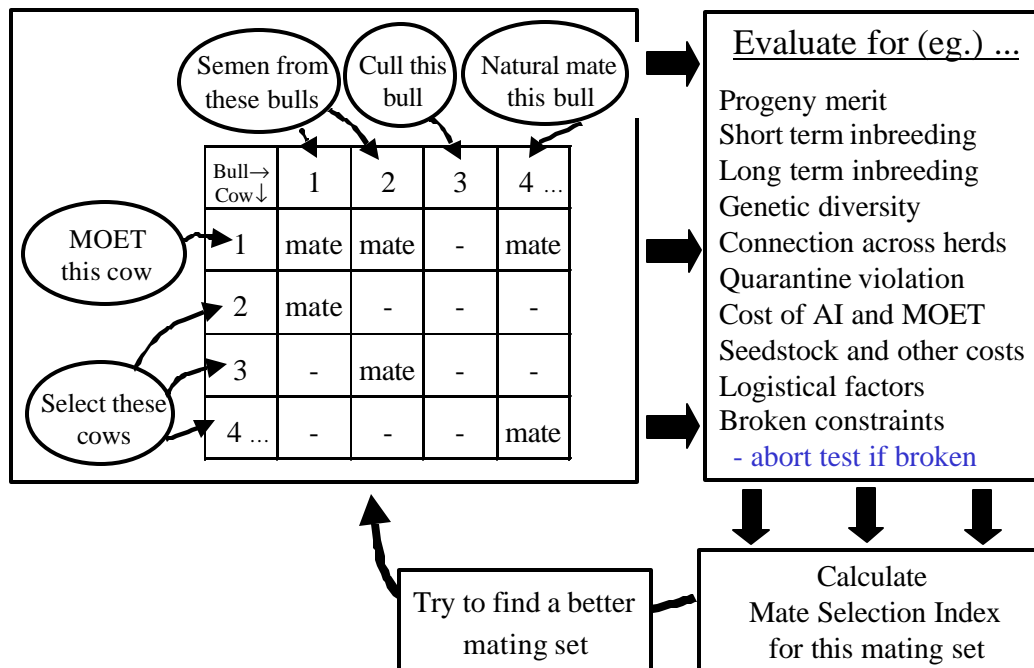 Semen from
these bulls
Cull this
bull
Natural mate
this bull
Bull→ 1 2 3 4 ...
Cow↓
MOET
this cow
1 mate mate - mate
2 mate - - -
Select these
cows
3 - mate - -
4 ... - - - mate
Evaluate for (eg.) ...
Progeny merit
Short term inbreeding
Long term inbreeding
Genetic diversity
Connection across herds
Quarantine violation
Cost of AI and MOET
Seedstock and other costs
Logistical factors
Broken constraints
- abort test if broken
Calculate
Mate Selection Index
for this mating set
Try to find a better
mating set